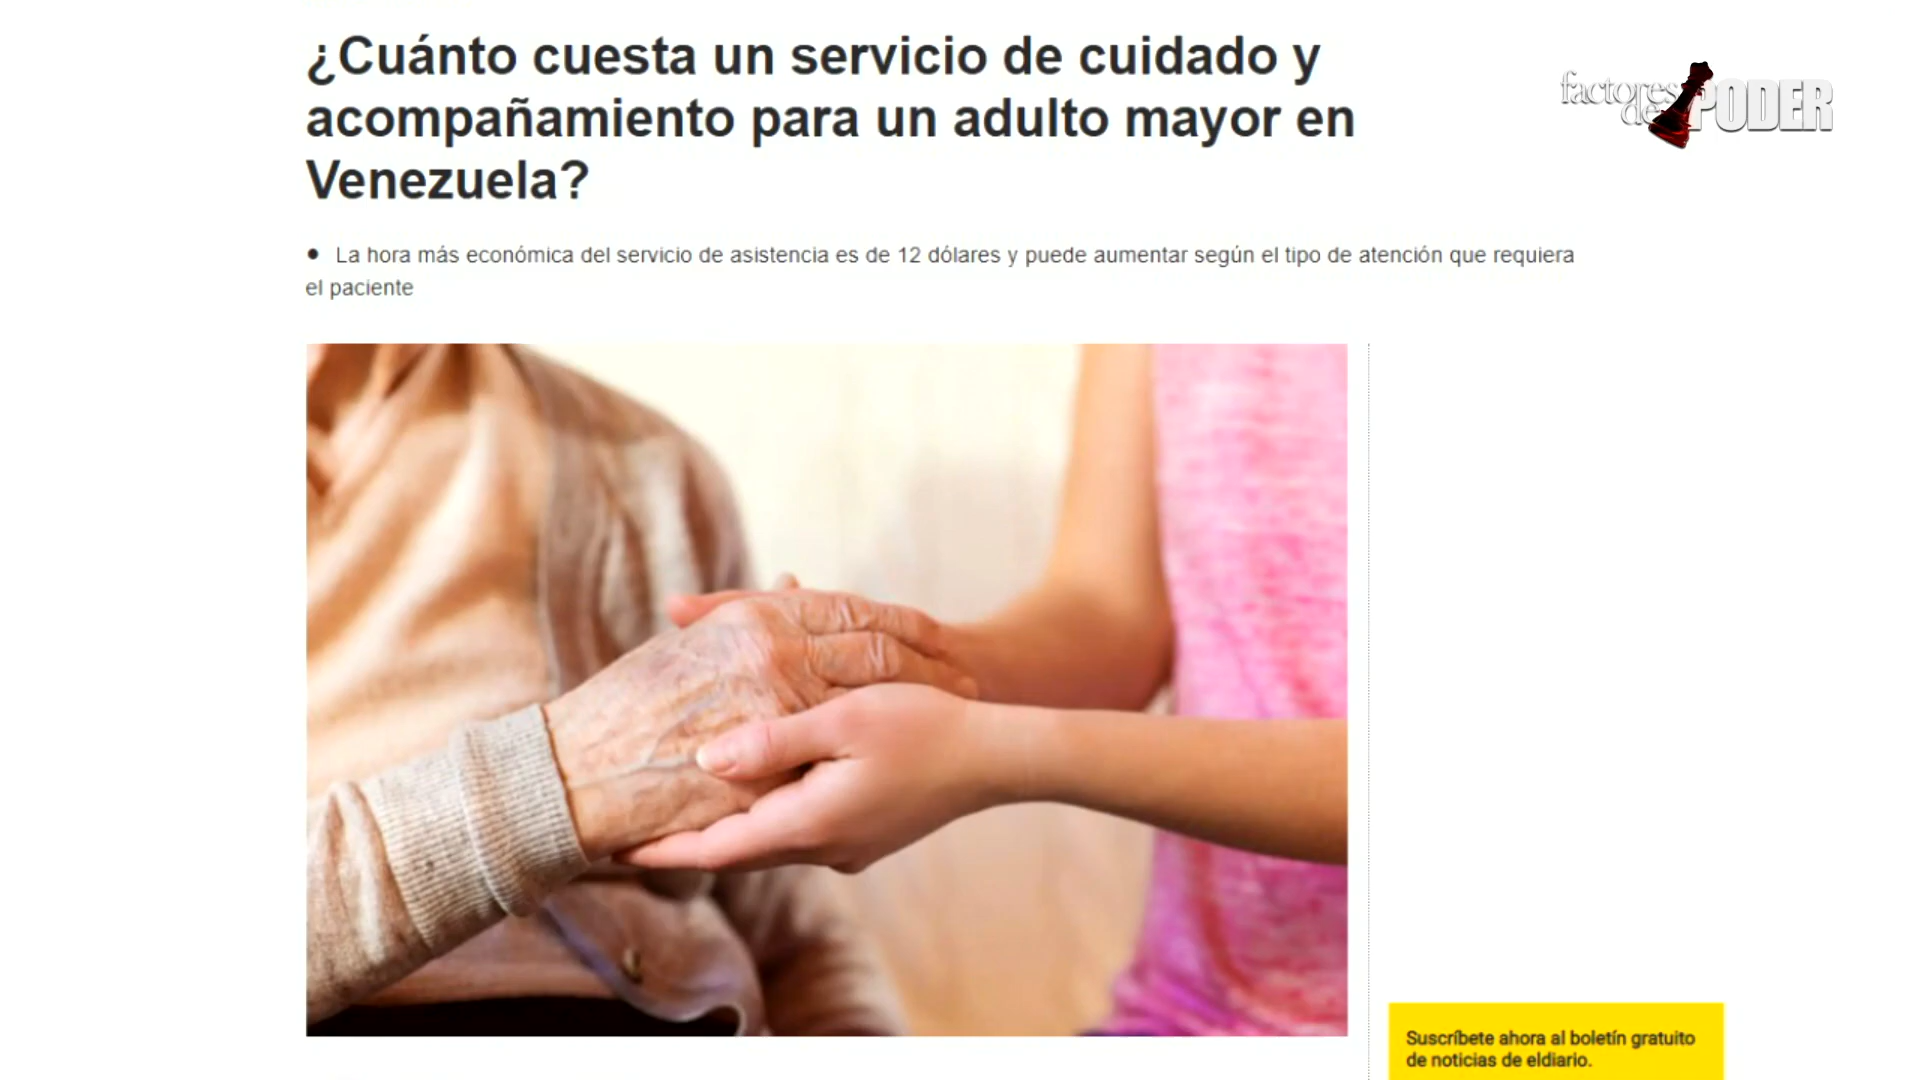 ¿Cuánto cuesta un servicio de cuidado y
acompañamiento para un adulto mayor en
Venezuela?
factores
de PODER
● La hora más económica del servicio de asistencia es de 12 dólares y puede aumentar según el tipo de atención que requiera
el paciente
Suscríbete ahora al boletín gratuito
de noticias de eldiario.